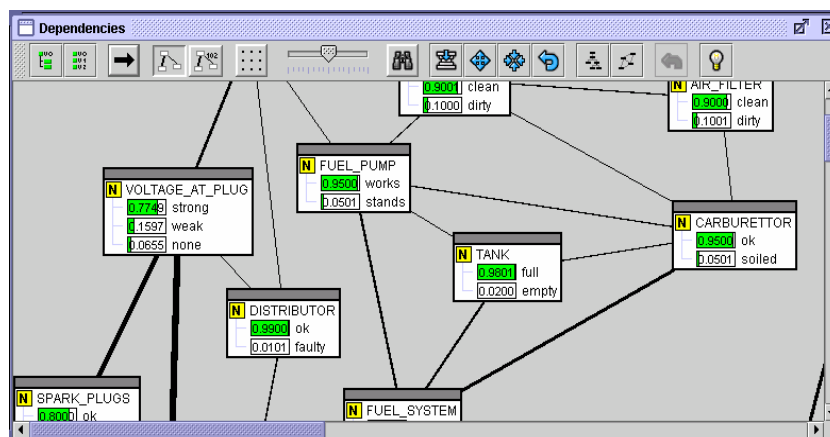 Dependencies
0.9001 clean
0.1000 dirty
N AIR_FILTER
0.9000 clean
0.1001 dirty
N FUEL_PUMP
0.9500 works
0.0501 stands
N VOLTAGE_AT_PLUG
0.7749 strong
0.1597 weak
0.0655 none
N CARBURETTOR
0.9500 ok
0.0501 soiled
N TANK
0.9801 full
0.0200 empty
N DISTRIBUTOR
0.9900 ok
0.0101 faulty
N SPARK_PLUGS
0.8000 ok
N FUEL_SYSTEM